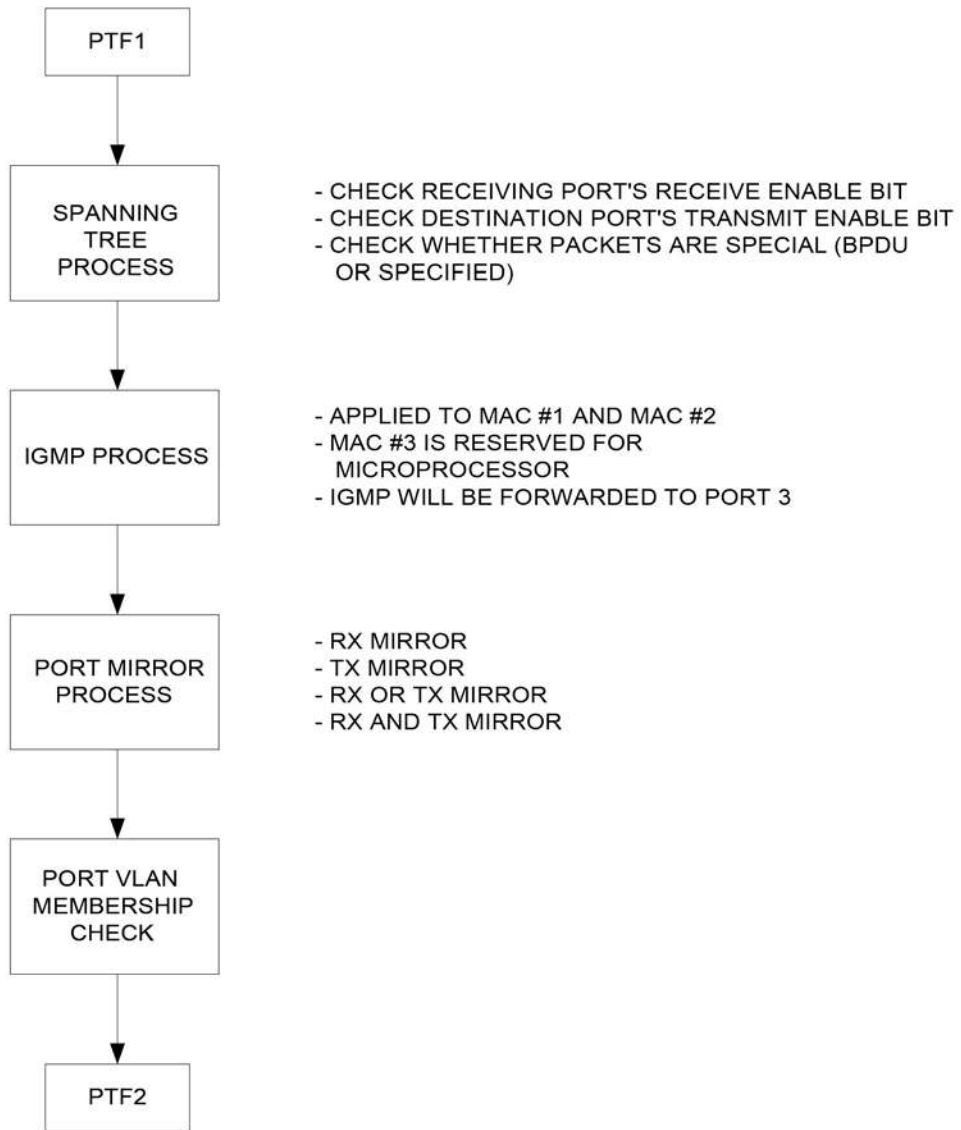 PTF1
SPANNING
TREE
PROCESS
- CHECK RECEIVING PORT'S RECEIVE ENABLE BIT
- CHECK DESTINATION PORT'S TRANSMIT ENABLE BIT
- CHECK WHETHER PACKETS ARE SPECIAL (BPDU
OR SPECIFIED)
IGMP PROCESS
- APPLIED TO MAC #1 AND MAC #2
- MAC #3 IS RESERVED FOR
MICROPROCESSOR
- IGMP WILL BE FORWARDED TO PORT 3
PORT MIRROR
PROCESS
- RX MIRROR
- TX MIRROR
- RX OR TX MIRROR
- RX AND TX MIRROR
PORT VLAN
MEMBERSHIP
CHECK
PTF2